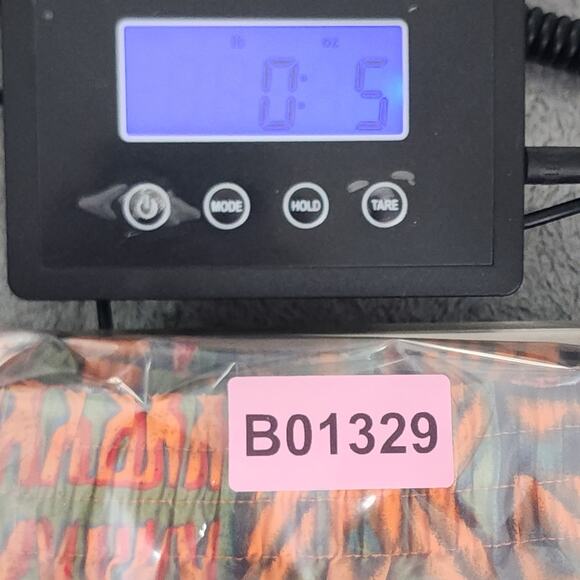 lb oz
0: 5
MODE HOLD TARE
B01329